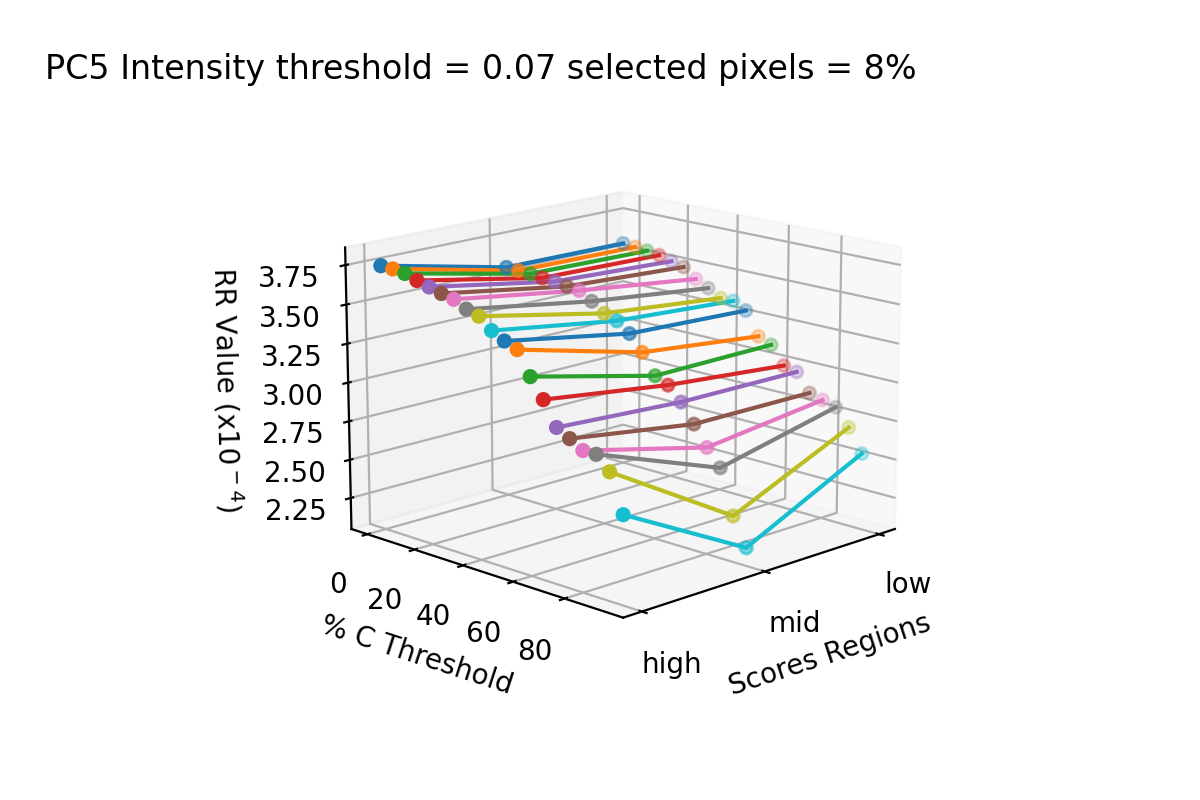 PC5 Intensity threshold = 0.07 selected pixels = 8%
RR Value (x10⁻⁴)
3.75
3.50
3.25
3.00
2.75
2.50
2.25
0
20
40
60
80
% C Threshold
high
mid
low
Scores Regions